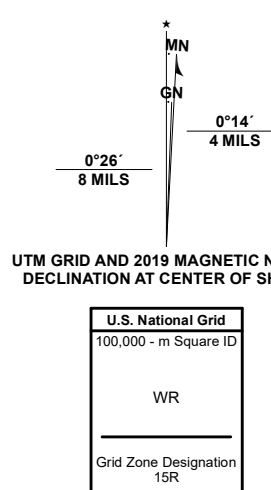 ★
MN
GN
0°14´
4 MILS
0°26´
8 MILS
UTM GRID AND 2019 MAGNETIC
DECLINATION AT CENTER OF
U.S. National Grid
100,000 - m Square ID
WR
Grid Zone Designation
15R